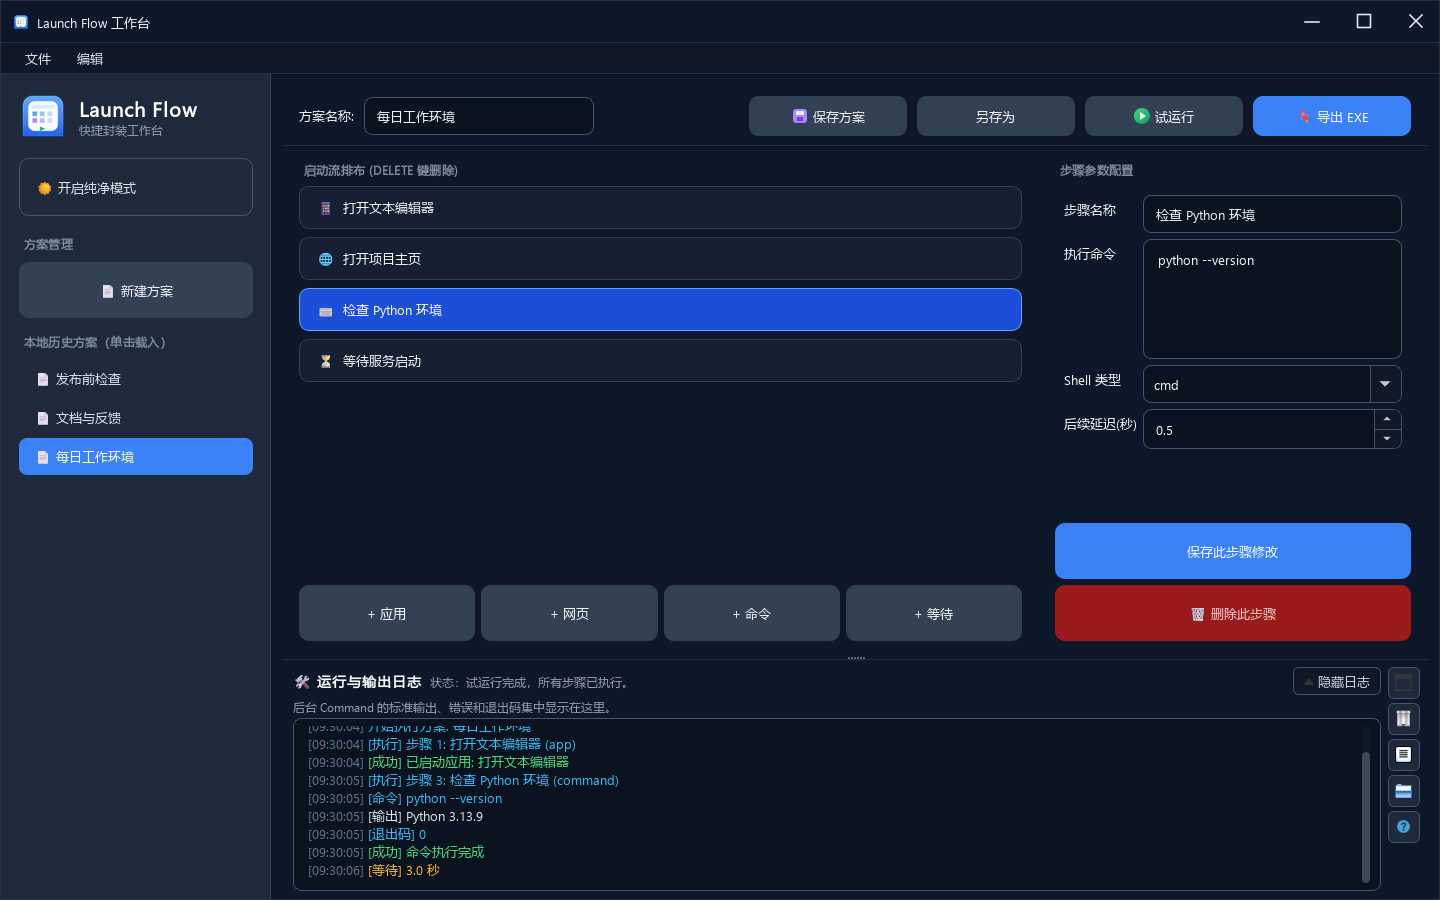 Launch Flow 工作台
文件 编辑
Launch Flow
快捷封装工作台
开启纯净模式
方案管理
新建方案
本地历史方案（单击载入）
发布前检查
文档与反馈
每日工作环境
方案名称: 每日工作环境
保存方案 另存为 试运行 导出 EXE
启动流排布 (DELETE 键删除)
打开文本编辑器
打开项目主页
检查 Python 环境
等待服务启动
+ 应用 + 网页 + 命令 + 等待
步骤参数配置
步骤名称 检查 Python 环境
执行命令 python --version
Shell 类型 cmd
后续延迟(秒) 0.5
保存此步骤修改
删除此步骤
运行与输出日志 状态：试运行完成，所有步骤已执行。
隐藏日志
后台 Command 的标准输出、错误和退出码集中显示在这里。
[09:30:04] 开始执行方案: 每日工作环境
[09:30:04] [执行] 步骤 1: 打开文本编辑器 (app)
[09:30:04] [成功] 已启动应用: 打开文本编辑器
[09:30:05] [执行] 步骤 3: 检查 Python 环境 (command)
[09:30:05] [命令] python --version
[09:30:05] [输出] Python 3.13.9
[09:30:05] [退出码] 0
[09:30:05] [成功] 命令执行完成
[09:30:06] [等待] 3.0 秒